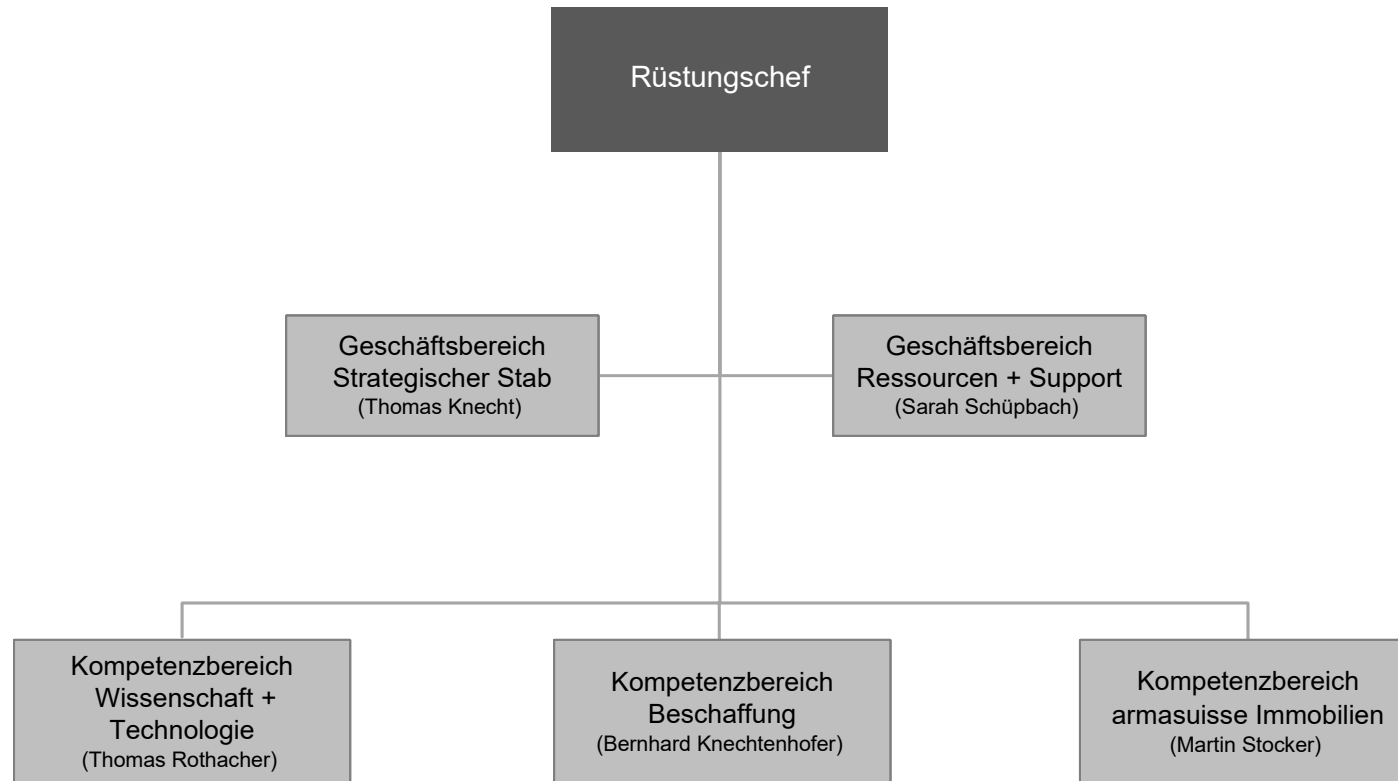 Rüstungschef
Geschäftsbereich
Strategischer Stab
(Thomas Knecht)
Geschäftsbereich
Ressourcen + Support
(Sarah Schüpbach)
Kompetenzbereich
Wissenschaft +
Technologie
(Thomas Rothacher)
Kompetenzbereich
Beschaffung
(Bernhard Knechtenhofer)
Kompetenzbereich
armasuisse Immobilien
(Martin Stocker)